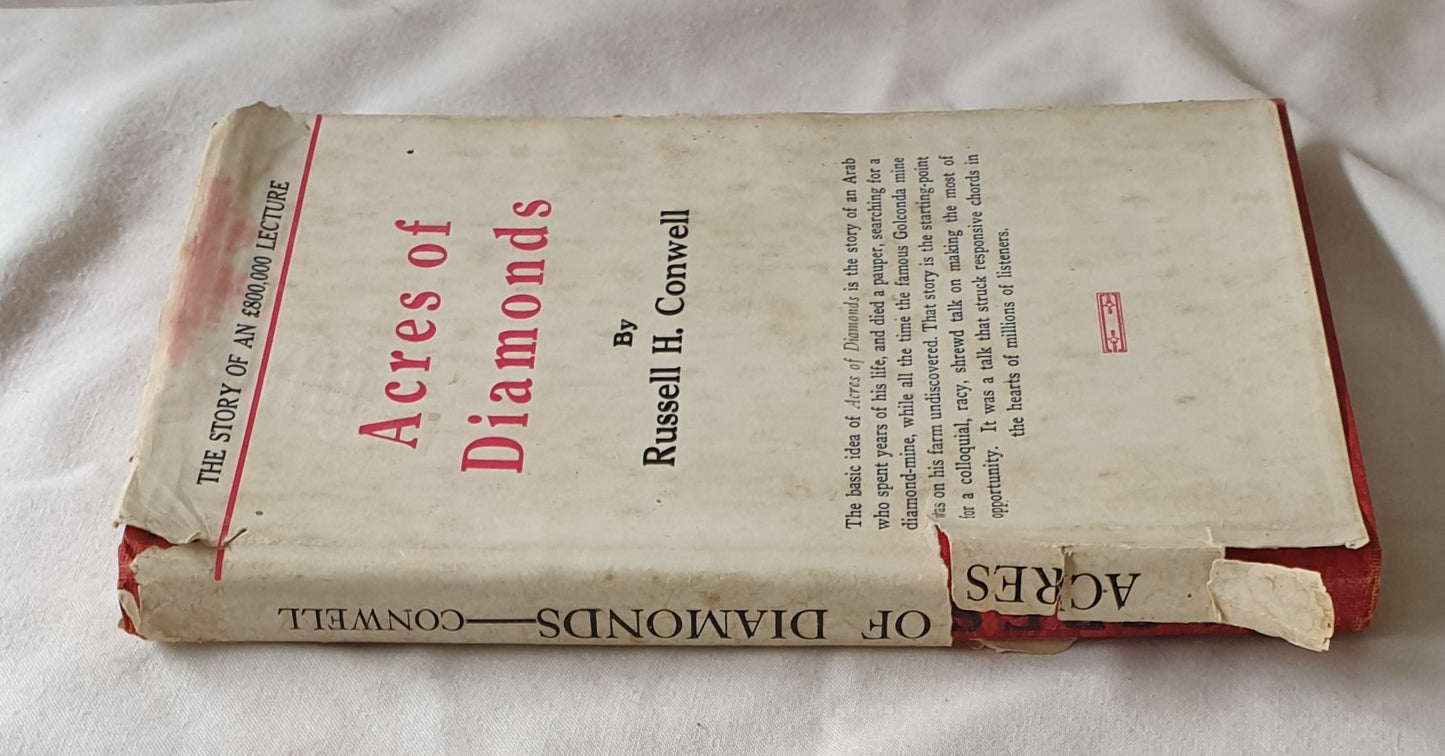 THE STORY OF AN £800,000 LECTURE
Acres of
Diamonds
By
Russell H. Conwell
The basic idea of Acres of Diamonds is the story of an Arab
who spent years of his life, and died a pauper, searching for a
diamond-mine, while all the time the famous Golconda mine
was on his farm undiscovered. That story is the starting-point
for a colloquial, racy, shrewd talk on making the most of
opportunity. It was a talk that struck responsive chords in
the hearts of millions of listeners.
ACRES OF DIAMONDS—CONWELL